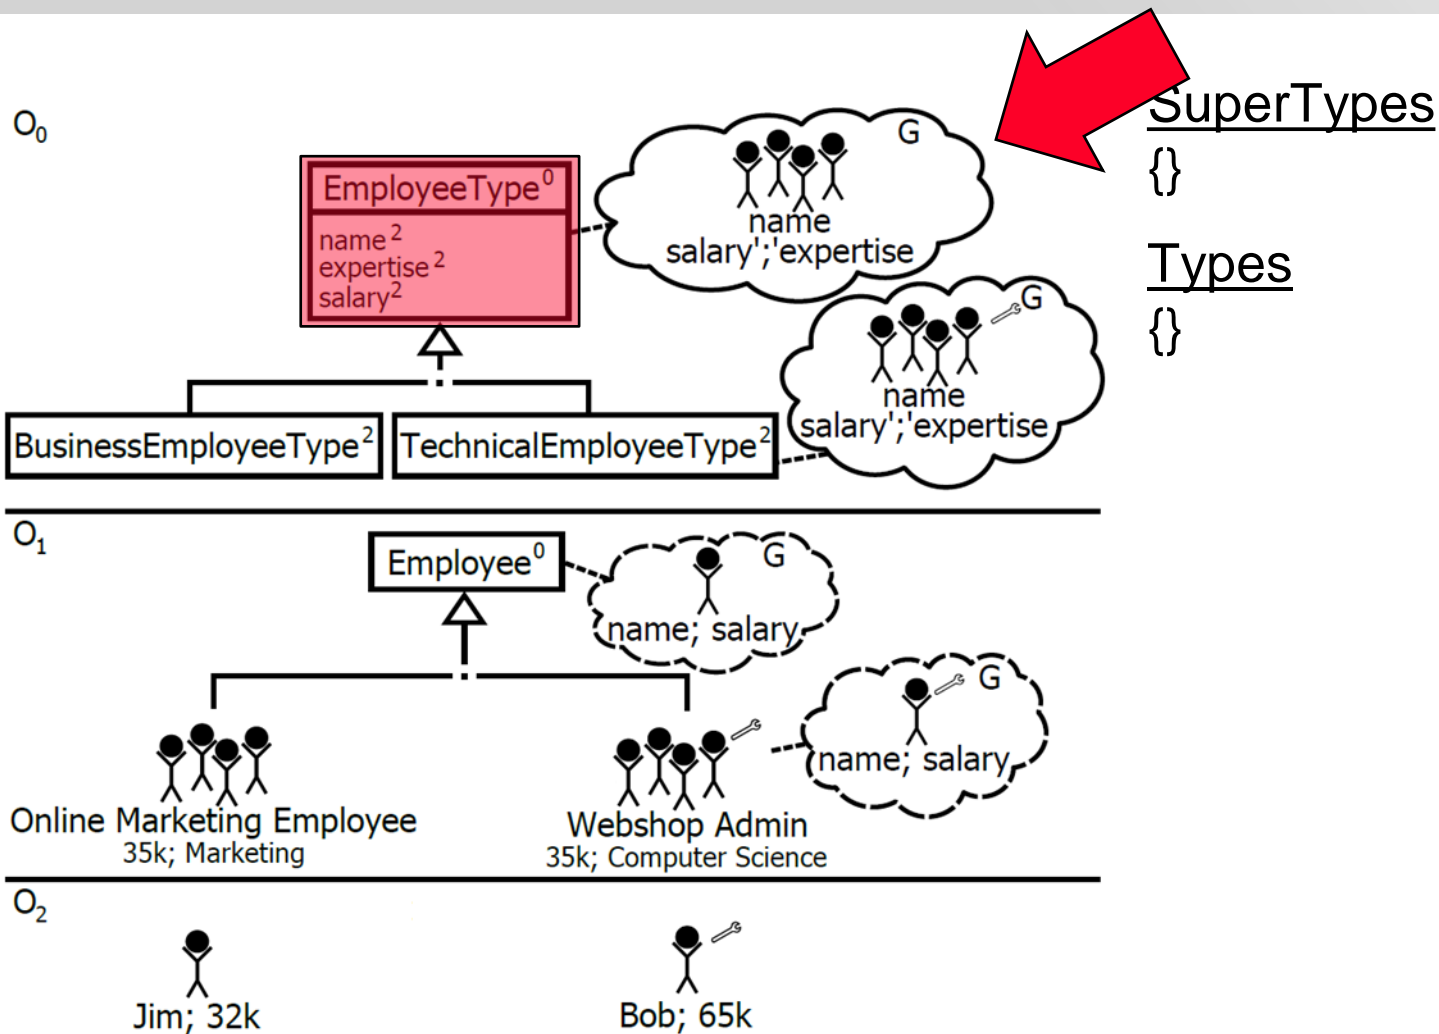 SuperTypes
{}
Types
{}
O0
EmployeeType0
name2
expertise2
salary2
G
name
salary';'expertise
G
name
salary';'expertise
BusinessEmployeeType2
TechnicalEmployeeType2
O1
Employee0
G
name; salary
G
name; salary
Online Marketing Employee
35k; Marketing
Webshop Admin
35k; Computer Science
O2
Jim; 32k
Bob; 65k